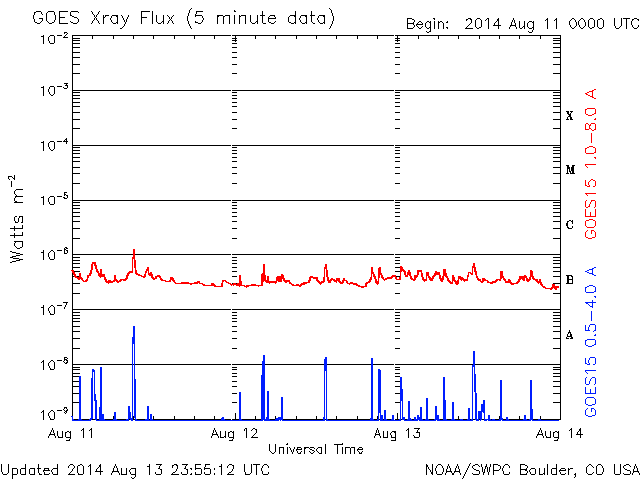 GOES Xray Flux (5 minute data)
Begin: 2014 Aug 11 0000 UTC
10-2
10-3
10-4
10-5
10-6
10-7
10-8
10-9
Watts m-2
X
M
C
B
A
GOES15 1.0-8.0 A
GOES15 0.5-4.0 A
Aug 11
Aug 12
Aug 13
Aug 14
Universal Time
Updated 2014 Aug 13 23:55:12 UTC
NOAA/SWPC Boulder, CO USA